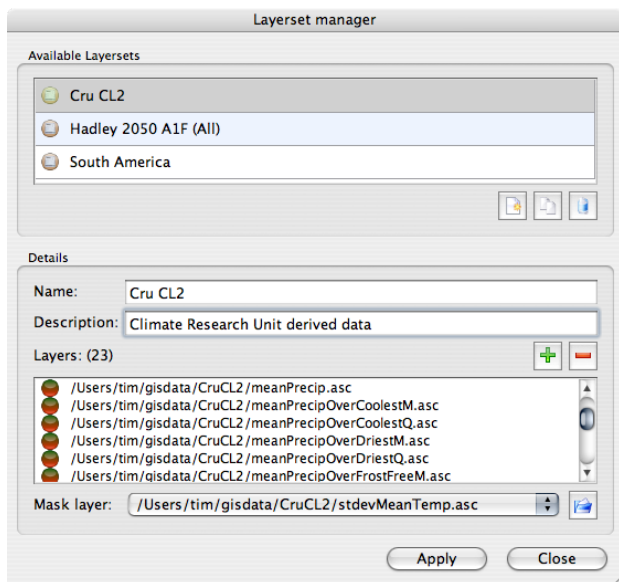 Layerset manager
Available Layersets
Cru CL2
Hadley 2050 A1F (All)
South America
Details
Name: Cru CL2
Description: Climate Research Unit derived data
Layers: (23)
/Users/tim/gisdata/CruCL2/meanPrecip.asc
/Users/tim/gisdata/CruCL2/meanPrecipOverCoolestM.asc
/Users/tim/gisdata/CruCL2/meanPrecipOverCoolestQ.asc
/Users/tim/gisdata/CruCL2/meanPrecipOverDriestM.asc
/Users/tim/gisdata/CruCL2/meanPrecipOverDriestQ.asc
/Users/tim/gisdata/CruCL2/meanPrecipOverFrostFreeM.asc
Mask layer: /Users/tim/gisdata/CruCL2/stdevMeanTemp.asc
Apply Close